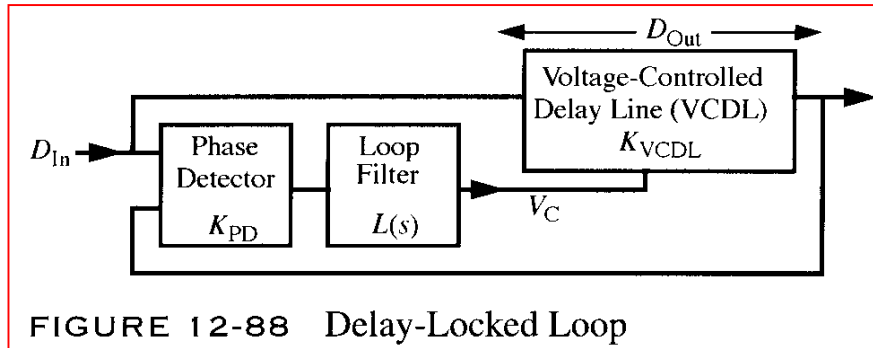 D_Out
Voltage-Controlled
Delay Line (VCDL)
K_VCDL
D_In
Phase
Detector
K_PD
Loop
Filter
L(s)
V_C
FIGURE 12-88 Delay-Locked Loop